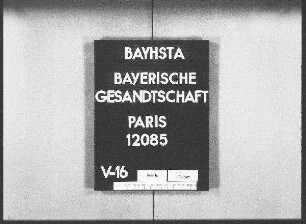 BAYHSTA
BAYERISCHE
GESANDTSCHAFT
PARIS
12085
V-16